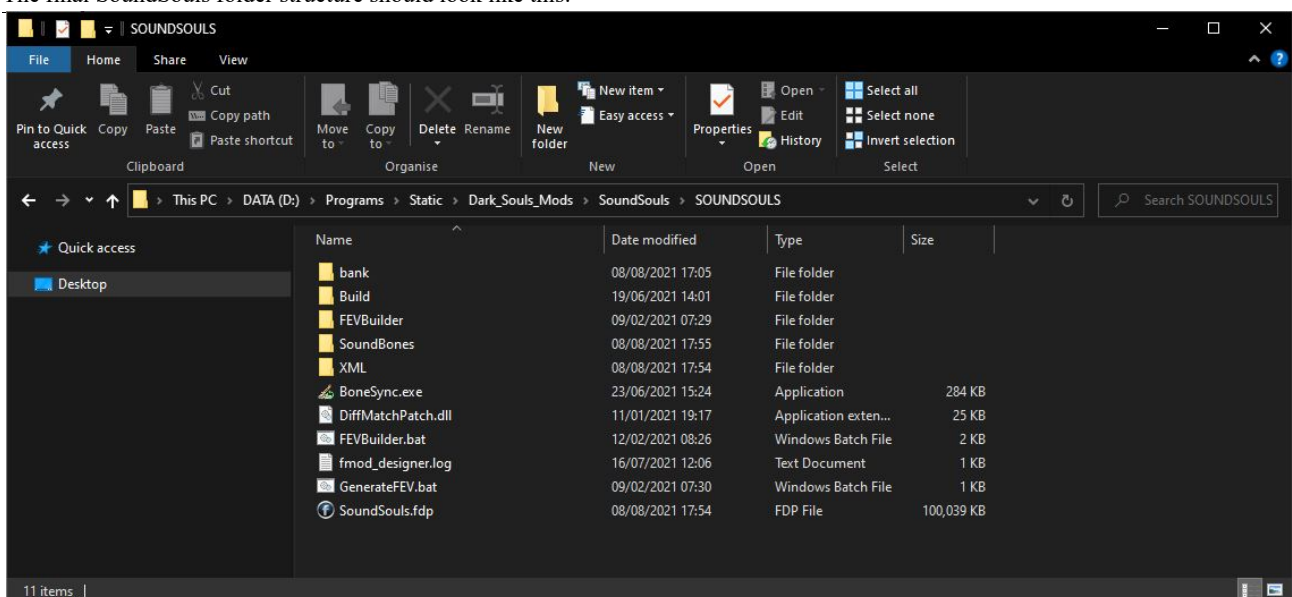 The final SoundSouls folder structure should look like this:
SOUNDSOULS
File Home Share View
Pin to Quick access
Copy
Paste
Cut
Copy path
Paste shortcut
Clipboard
Move to
Copy to
Delete
Rename
Organise
New folder
New item
Easy access
New
Properties
Open
Edit
History
Open
Select all
Select none
Invert selection
Select
This PC > DATA (D:) > Programs > Static > Dark_Souls_Mods > SoundSouls > SOUNDSOULS
Search SOUNDSOULS
Quick access
Desktop
Name Date modified Type Size
bank 08/08/2021 17:05 File folder
Build 19/06/2021 14:01 File folder
FEVBuilder 09/02/2021 07:29 File folder
SoundBones 08/08/2021 17:55 File folder
XML 08/08/2021 17:54 File folder
BoneSync.exe 23/06/2021 15:24 Application 284 KB
DiffMatchPatch.dll 11/01/2021 19:17 Application exten... 25 KB
FEVBuilder.bat 12/02/2021 08:26 Windows Batch File 2 KB
fmod_designer.log 16/07/2021 12:06 Text Document 1 KB
GenerateFEV.bat 09/02/2021 07:30 Windows Batch File 1 KB
SoundSouls.fdp 08/08/2021 17:54 FDP File 100,039 KB
11 items